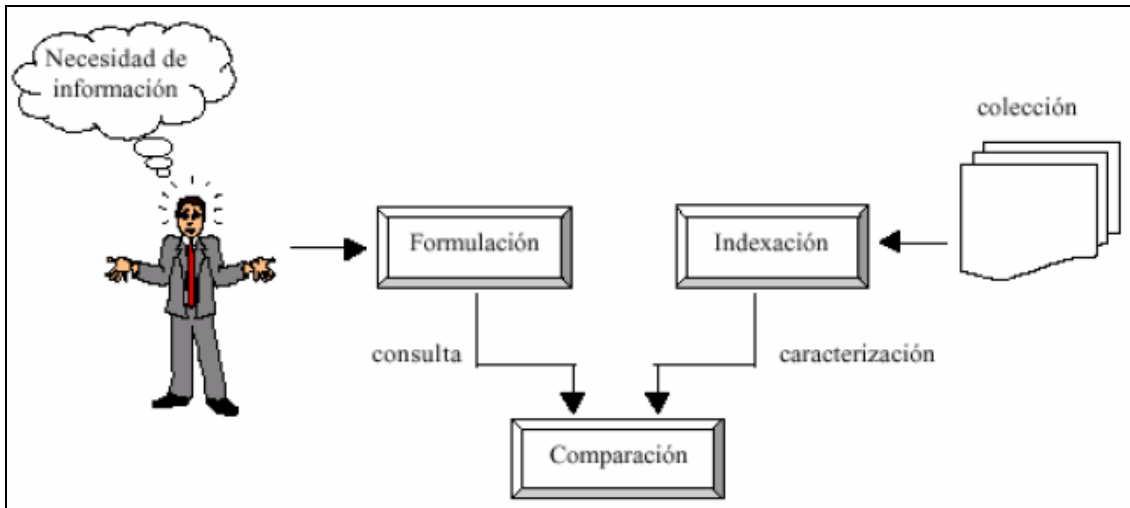 Necesidad de
información
colección
Formulación
Indexación
consulta
caracterización
Comparación